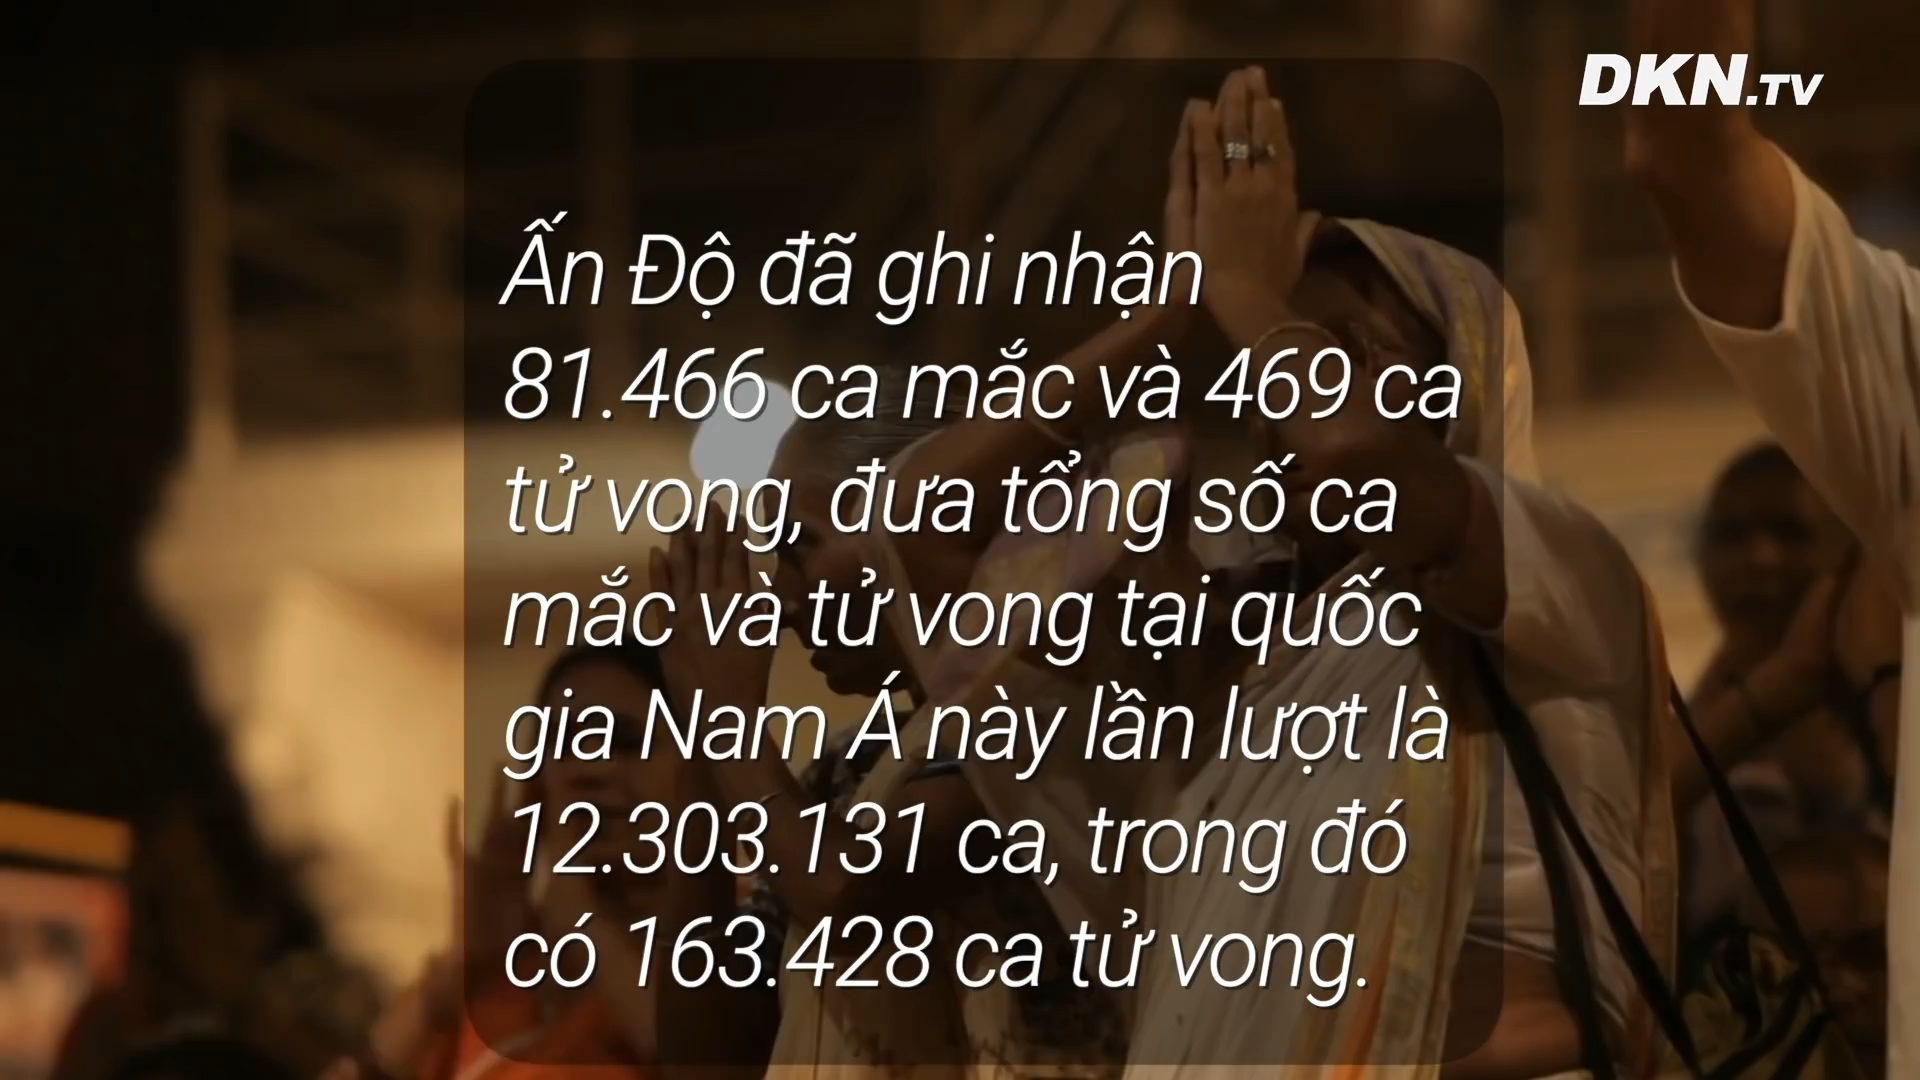 DKN.TV
Ấn Độ đã ghi nhận
81.466 ca mắc và 469 ca
tử vong, đưa tổng số ca
mắc và tử vong tại quốc
gia Nam Á này lần lượt là
12.303.131 ca, trong đó
có 163.428 ca tử vong.